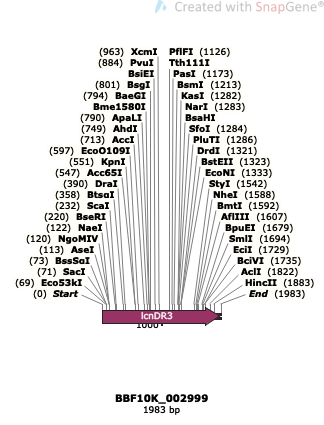 Created with SnapGene®
(963) XcmI PflFI (1126)
(884) PvuI Tth111I
BsiEI PasI (1173)
(801) BsgI BsmI (1213)
(794) BaeGI KasI (1282)
Bme1580I NarI (1283)
(790) ApaLI BsaHI
(749) AhdI SfoI (1284)
(713) AccI PluTI (1286)
(597) EcoO109I DrdI (1321)
(551) KpnI BstEII (1323)
(547) Acc65I EcoNI (1333)
(390) DraI StyI (1542)
(358) BtsαI NheI (1588)
(232) ScaI BmtI (1592)
(220) BseRI AflIII (1607)
(122) NaeI BpuEI (1679)
(120) NgoMIV SmlI (1694)
(113) AseI EciI (1729)
(73) BssSαI BciVI (1735)
(71) SacI AclI (1822)
(69) Eco53kI HincII (1883)
(0) Start End (1983)
lcnDR3
1000
BBF10K_002999
1983 bp